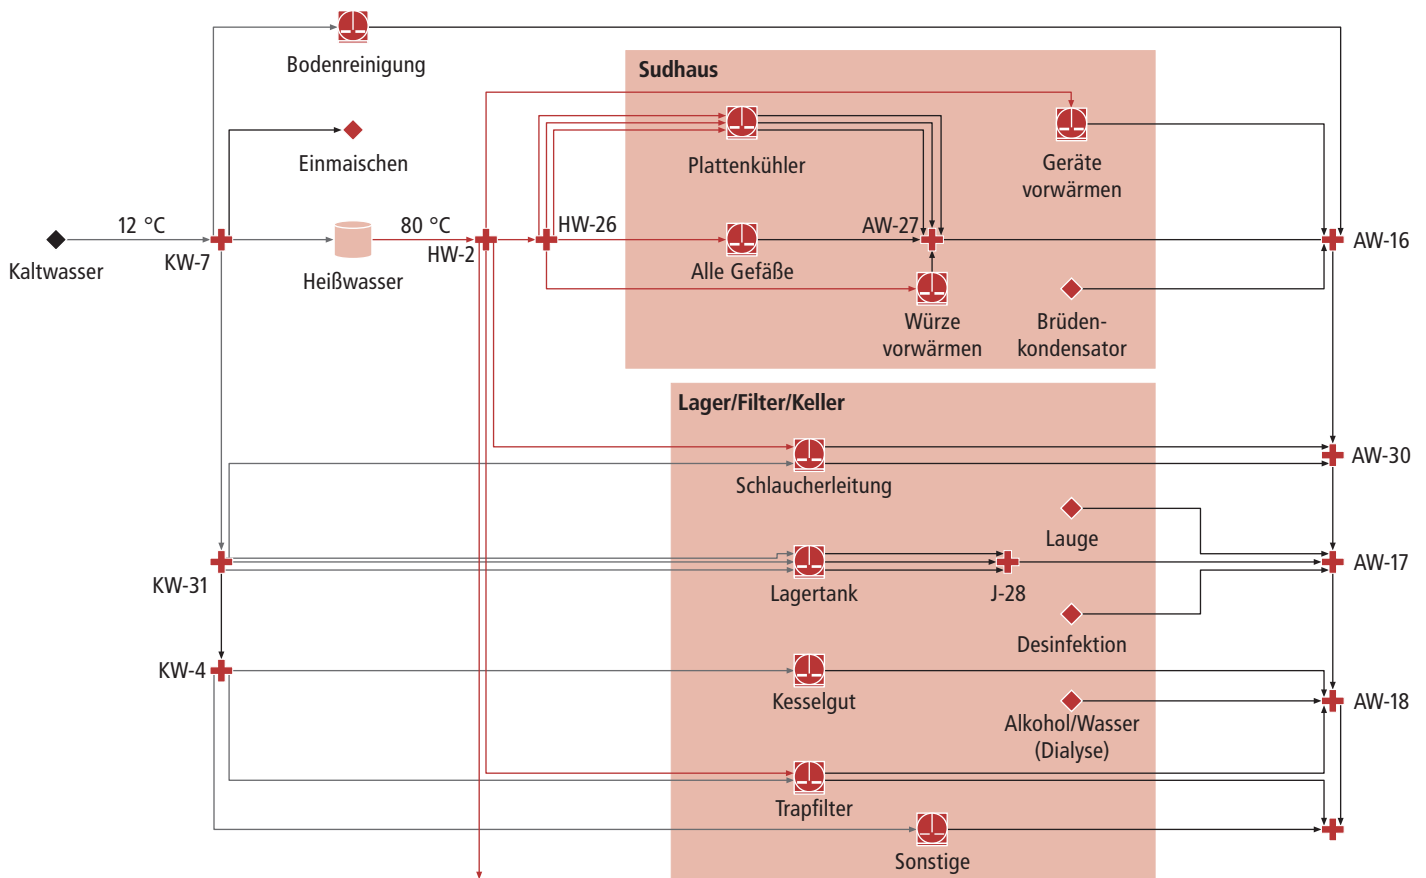 Bodenreinigung
Sudhaus
Einmaischen
Plattenkühler
Geräte
vorwärmen
12 °C
80 °C
HW-26
AW-27
AW-16
Kaltwasser
KW-7
Heißwasser
HW-2
Alle Gefäße
Würze
vorwärmen
Brüden-
kondensator
Lager/Filter/Keller
AW-30
Schlaucherleitung
Lauge
AW-17
KW-31
Lagertank
J-28
Desinfektion
KW-4
Kesselgut
AW-18
Alkohol/Wasser
(Dialyse)
Trapfilter
Sonstige